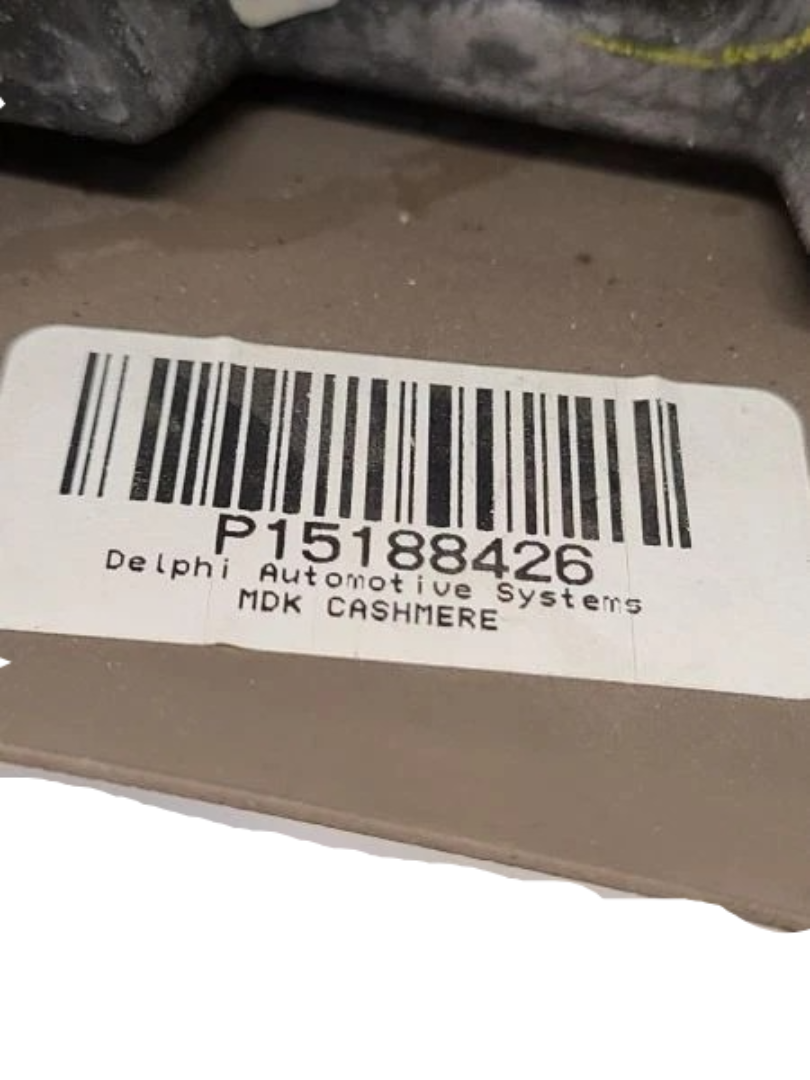 P15188426
Delphi Automotive Systems
MDK CASHMERE